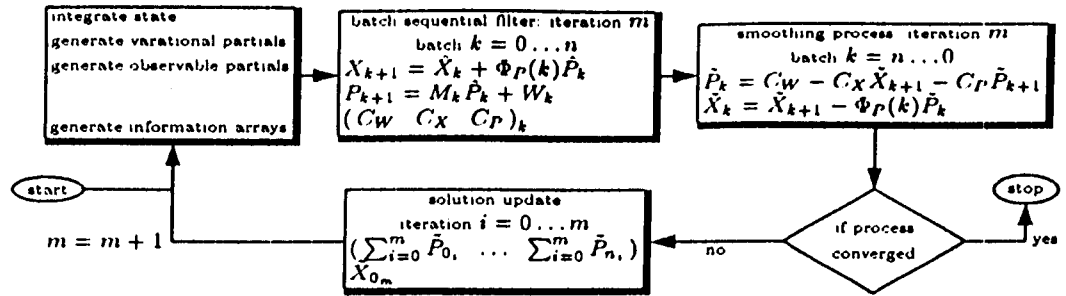 integrate state
generate varational partials
generate observable partials
generate information arrays
batch sequential filter: iteration m
batch k = 0 ... n
X_{k+1} = X̂_k + Φ_P(k)P̂_k
P_{k+1} = M_k P̂_k + W_k
( C_W C_X C_P )_k
smoothing process iteration m
batch k = n ... 0
P̃_k = C_W − C_X X̃_{k+1} − C_P P̃_{k+1}
X̃_k = X̃_{k+1} − Φ_P(k)P̃_k
start
m = m + 1
solution update
iteration i = 0 ... m
( ∑_{i=0}^{m} P̃_{0_i} ... ∑_{i=0}^{m} P̃_{n_i} )
X̃_{0_m}
no
if process
converged
yes
stop